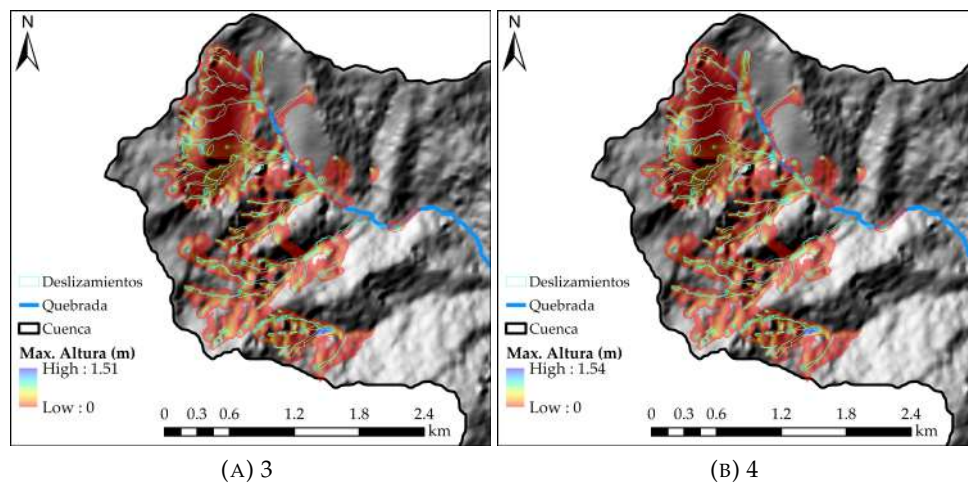 N
Deslizamientos
Quebrada
Cuenca
Max. Altura (m)
High : 1.51
Low : 0
0 0.3 0.6 1.2 1.8 2.4
km
(A) 3
N
Deslizamientos
Quebrada
Cuenca
Max. Altura (m)
High : 1.54
Low : 0
0 0.3 0.6 1.2 1.8 2.4
km
(B) 4